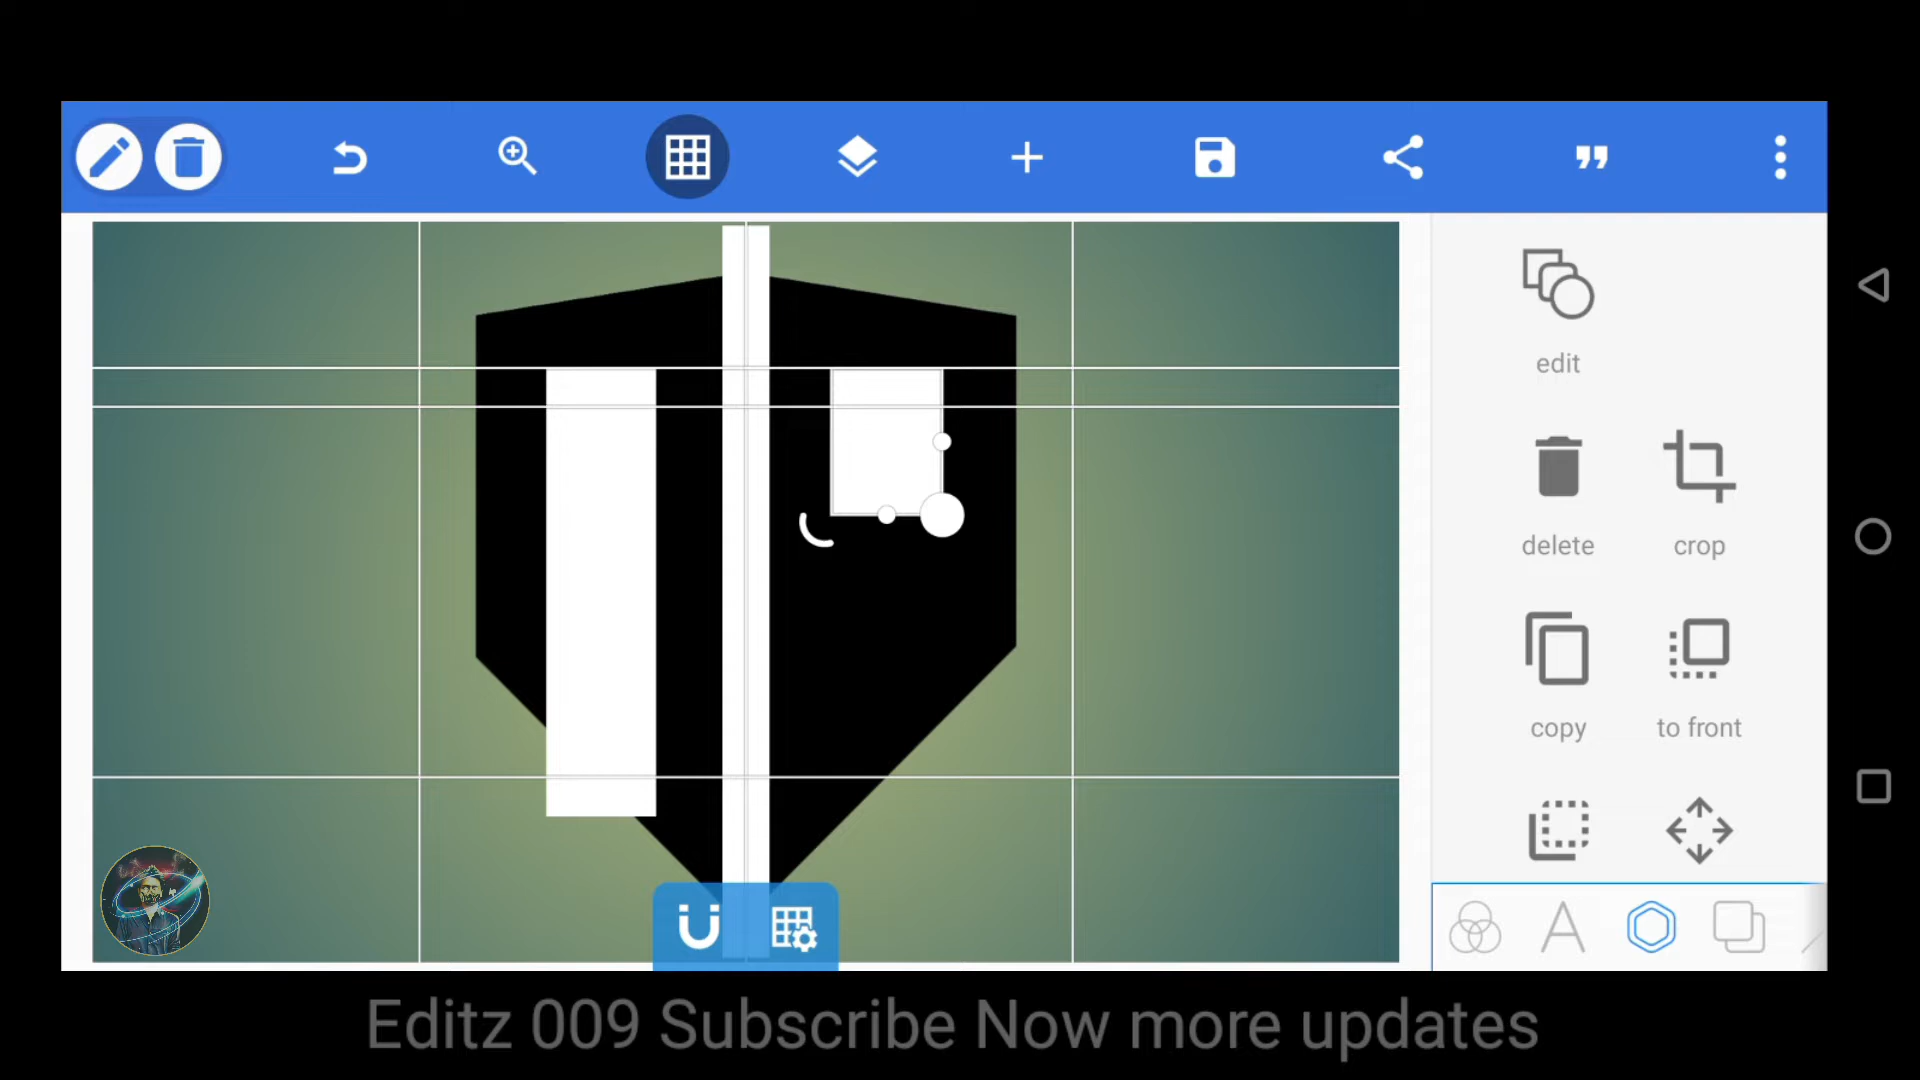 edit
delete
crop
copy
to front
Editz 009 Subscribe Now more updates